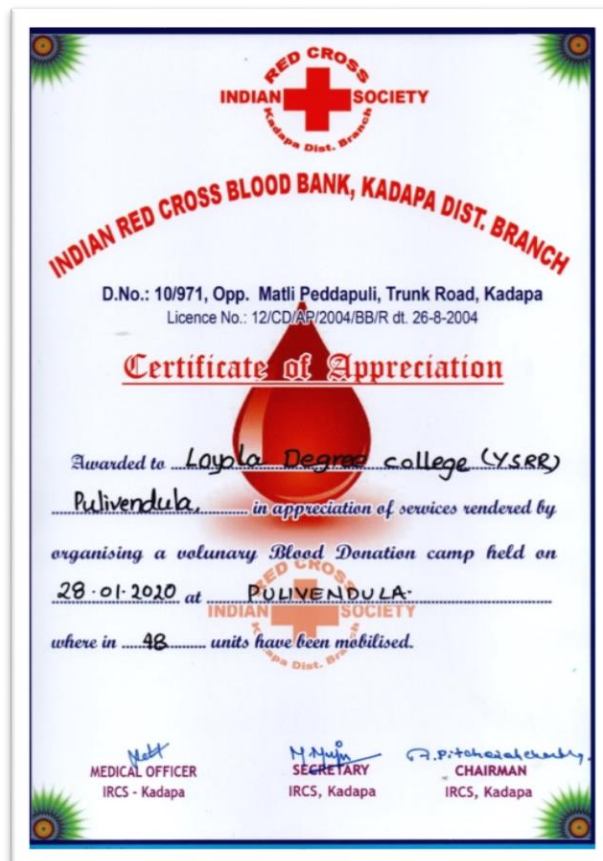 RED CROSS
INDIAN SOCIETY
Kadapa Dist. Branch
INDIAN RED CROSS BLOOD BANK, KADAPA DIST. BRANCH
D.No.: 10/971, Opp. Matli Peddapuli, Trunk Road, Kadapa
Licence No.: 12/CD/AP/2004/BB/R dt. 26-8-2004
Certificate of Appreciation
Awarded to Loyola Degree college (Y.S.R.R)
Pulivendula, in appreciation of services rendered by
organising a volunary Blood Donation camp held on
RED CROSS
28.01.2020 at PULIVENDULA
INDIAN SOCIETY
where in 48 units have been mobilised.
Kadapa Dist. Branch
MEDICAL OFFICER SECRETARY CHAIRMAN
IRCS - Kadapa IRCS, Kadapa IRCS, Kadapa